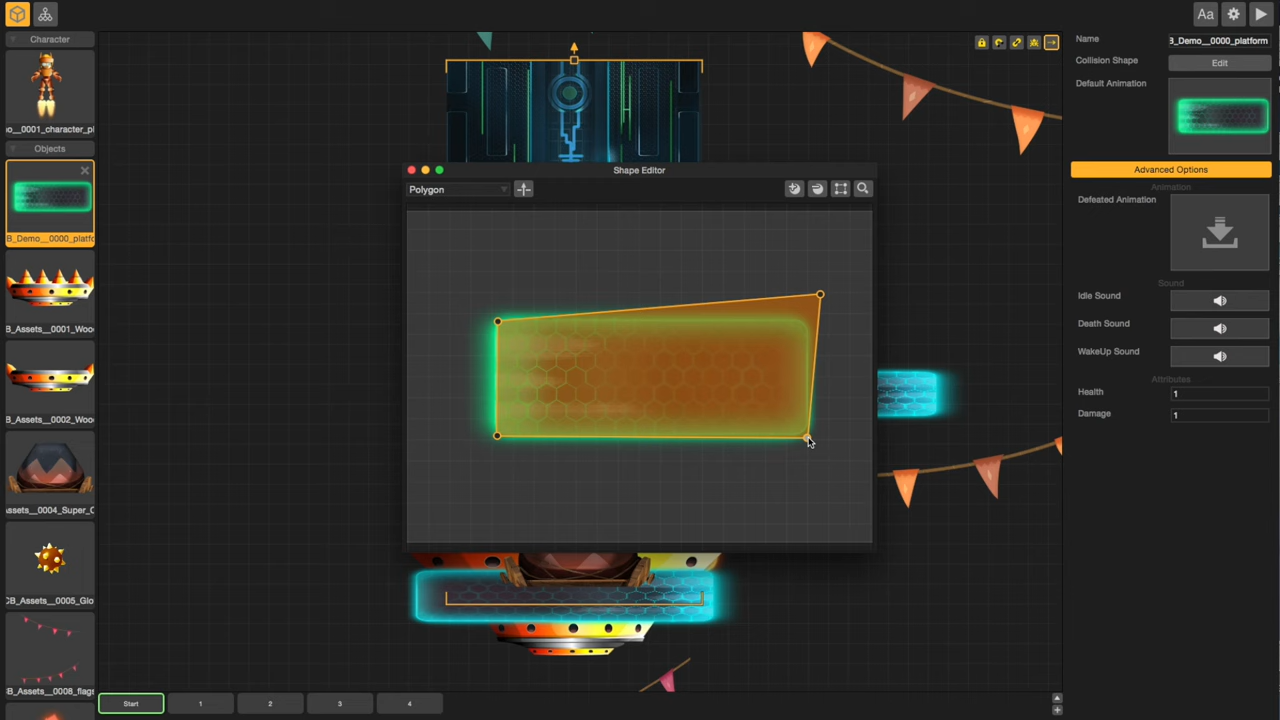 Aa
Character
o__0001_character_pl
Objects
B_Demo__0000_platfo
B_Assets__0001_Woo
B_Assets__0002_Woo
Assets__0004_Super_C
CB_Assets__0005_Glo
B_Assets__0008_flags
Shape Editor
Polygon
Name
3_Demo__0000_platform
Collision Shape
Edit
Default Animation
Advanced Options
Animation
Defeated Animation
Sound
Idle Sound
Death Sound
WakeUp Sound
Attributes
Health
1
Damage
1
Start
1
2
3
4